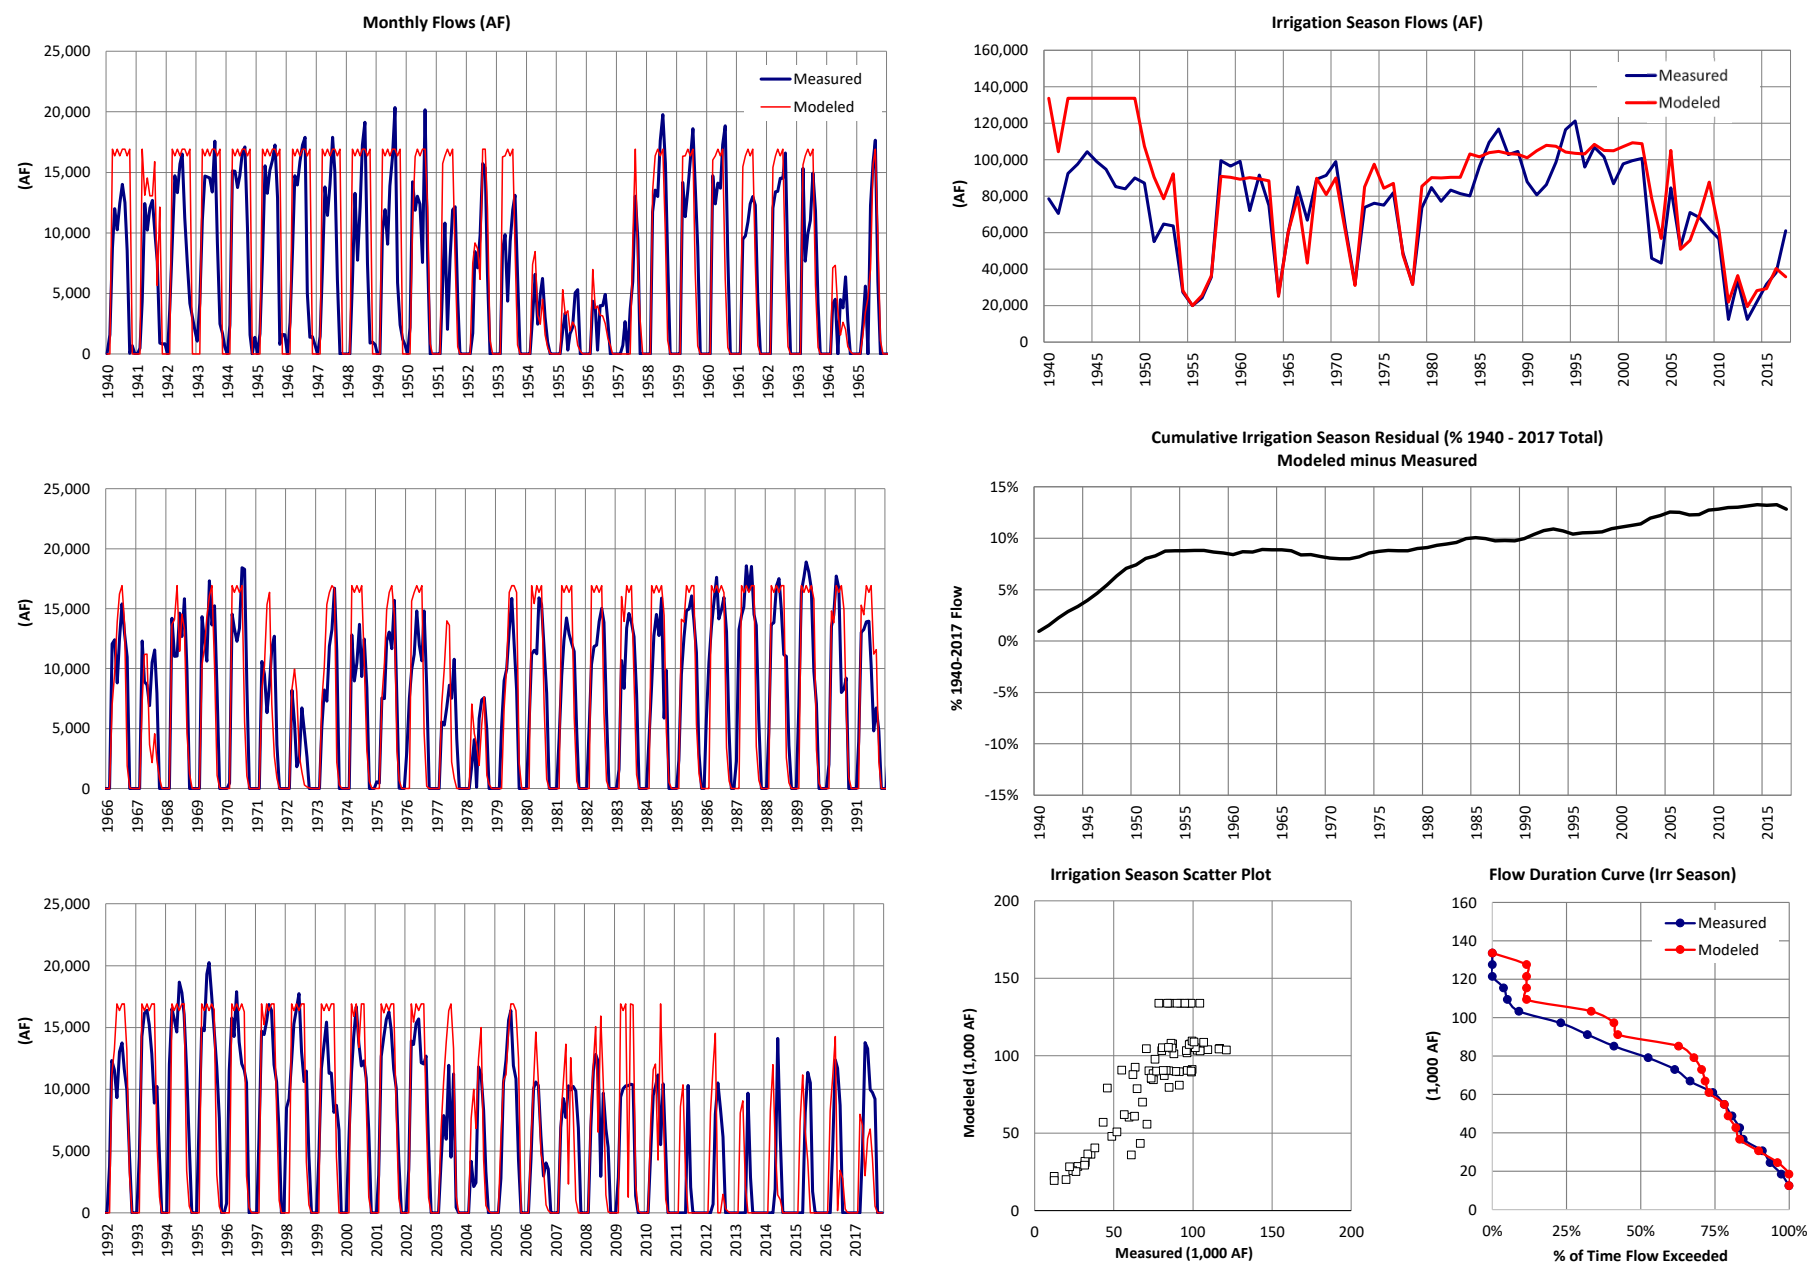 Monthly Flows (AF)
25,000
20,000
15,000
10,000
5,000
0
(AF)
Measured
Modeled
1940 1941 1942 1943 1944 1945 1946 1947 1948 1949 1950 1951 1952 1953 1954 1955 1956 1957 1958 1959 1960 1961 1962 1963 1964 1965
25,000
20,000
15,000
10,000
5,000
0
(AF)
1966 1967 1968 1969 1970 1971 1972 1973 1974 1975 1976 1977 1978 1979 1980 1981 1982 1983 1984 1985 1986 1987 1988 1989 1990 1991
25,000
20,000
15,000
10,000
5,000
0
(AF)
1992 1993 1994 1995 1996 1997 1998 1999 2000 2001 2002 2003 2004 2005 2006 2007 2008 2009 2010 2011 2012 2013 2014 2015 2016 2017
Irrigation Season Flows (AF)
160,000
140,000
120,000
100,000
80,000
60,000
40,000
20,000
0
(AF)
Measured
Modeled
1940 1945 1950 1955 1960 1965 1970 1975 1980 1985 1990 1995 2000 2005 2010 2015
Cumulative Irrigation Season Residual (% 1940 - 2017 Total)
Modeled minus Measured
15%
10%
5%
0%
-5%
-10%
-15%
% 1940-2017 Flow
1940 1945 1950 1955 1960 1965 1970 1975 1980 1985 1990 1995 2000 2005 2010 2015
Irrigation Season Scatter Plot
200
150
100
50
0
Modeled (1,000 AF)
0 50 100 150 200
Measured (1,000 AF)
Flow Duration Curve (Irr Season)
160
140
120
100
80
60
40
20
0
(1,000 AF)
Measured
Modeled
0% 25% 50% 75% 100%
% of Time Flow Exceeded